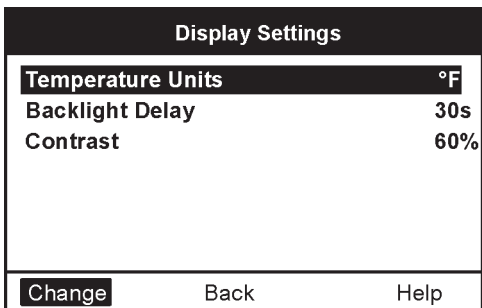 Display Settings
Temperature Units °F
Backlight Delay 30s
Contrast 60%
Change Back Help